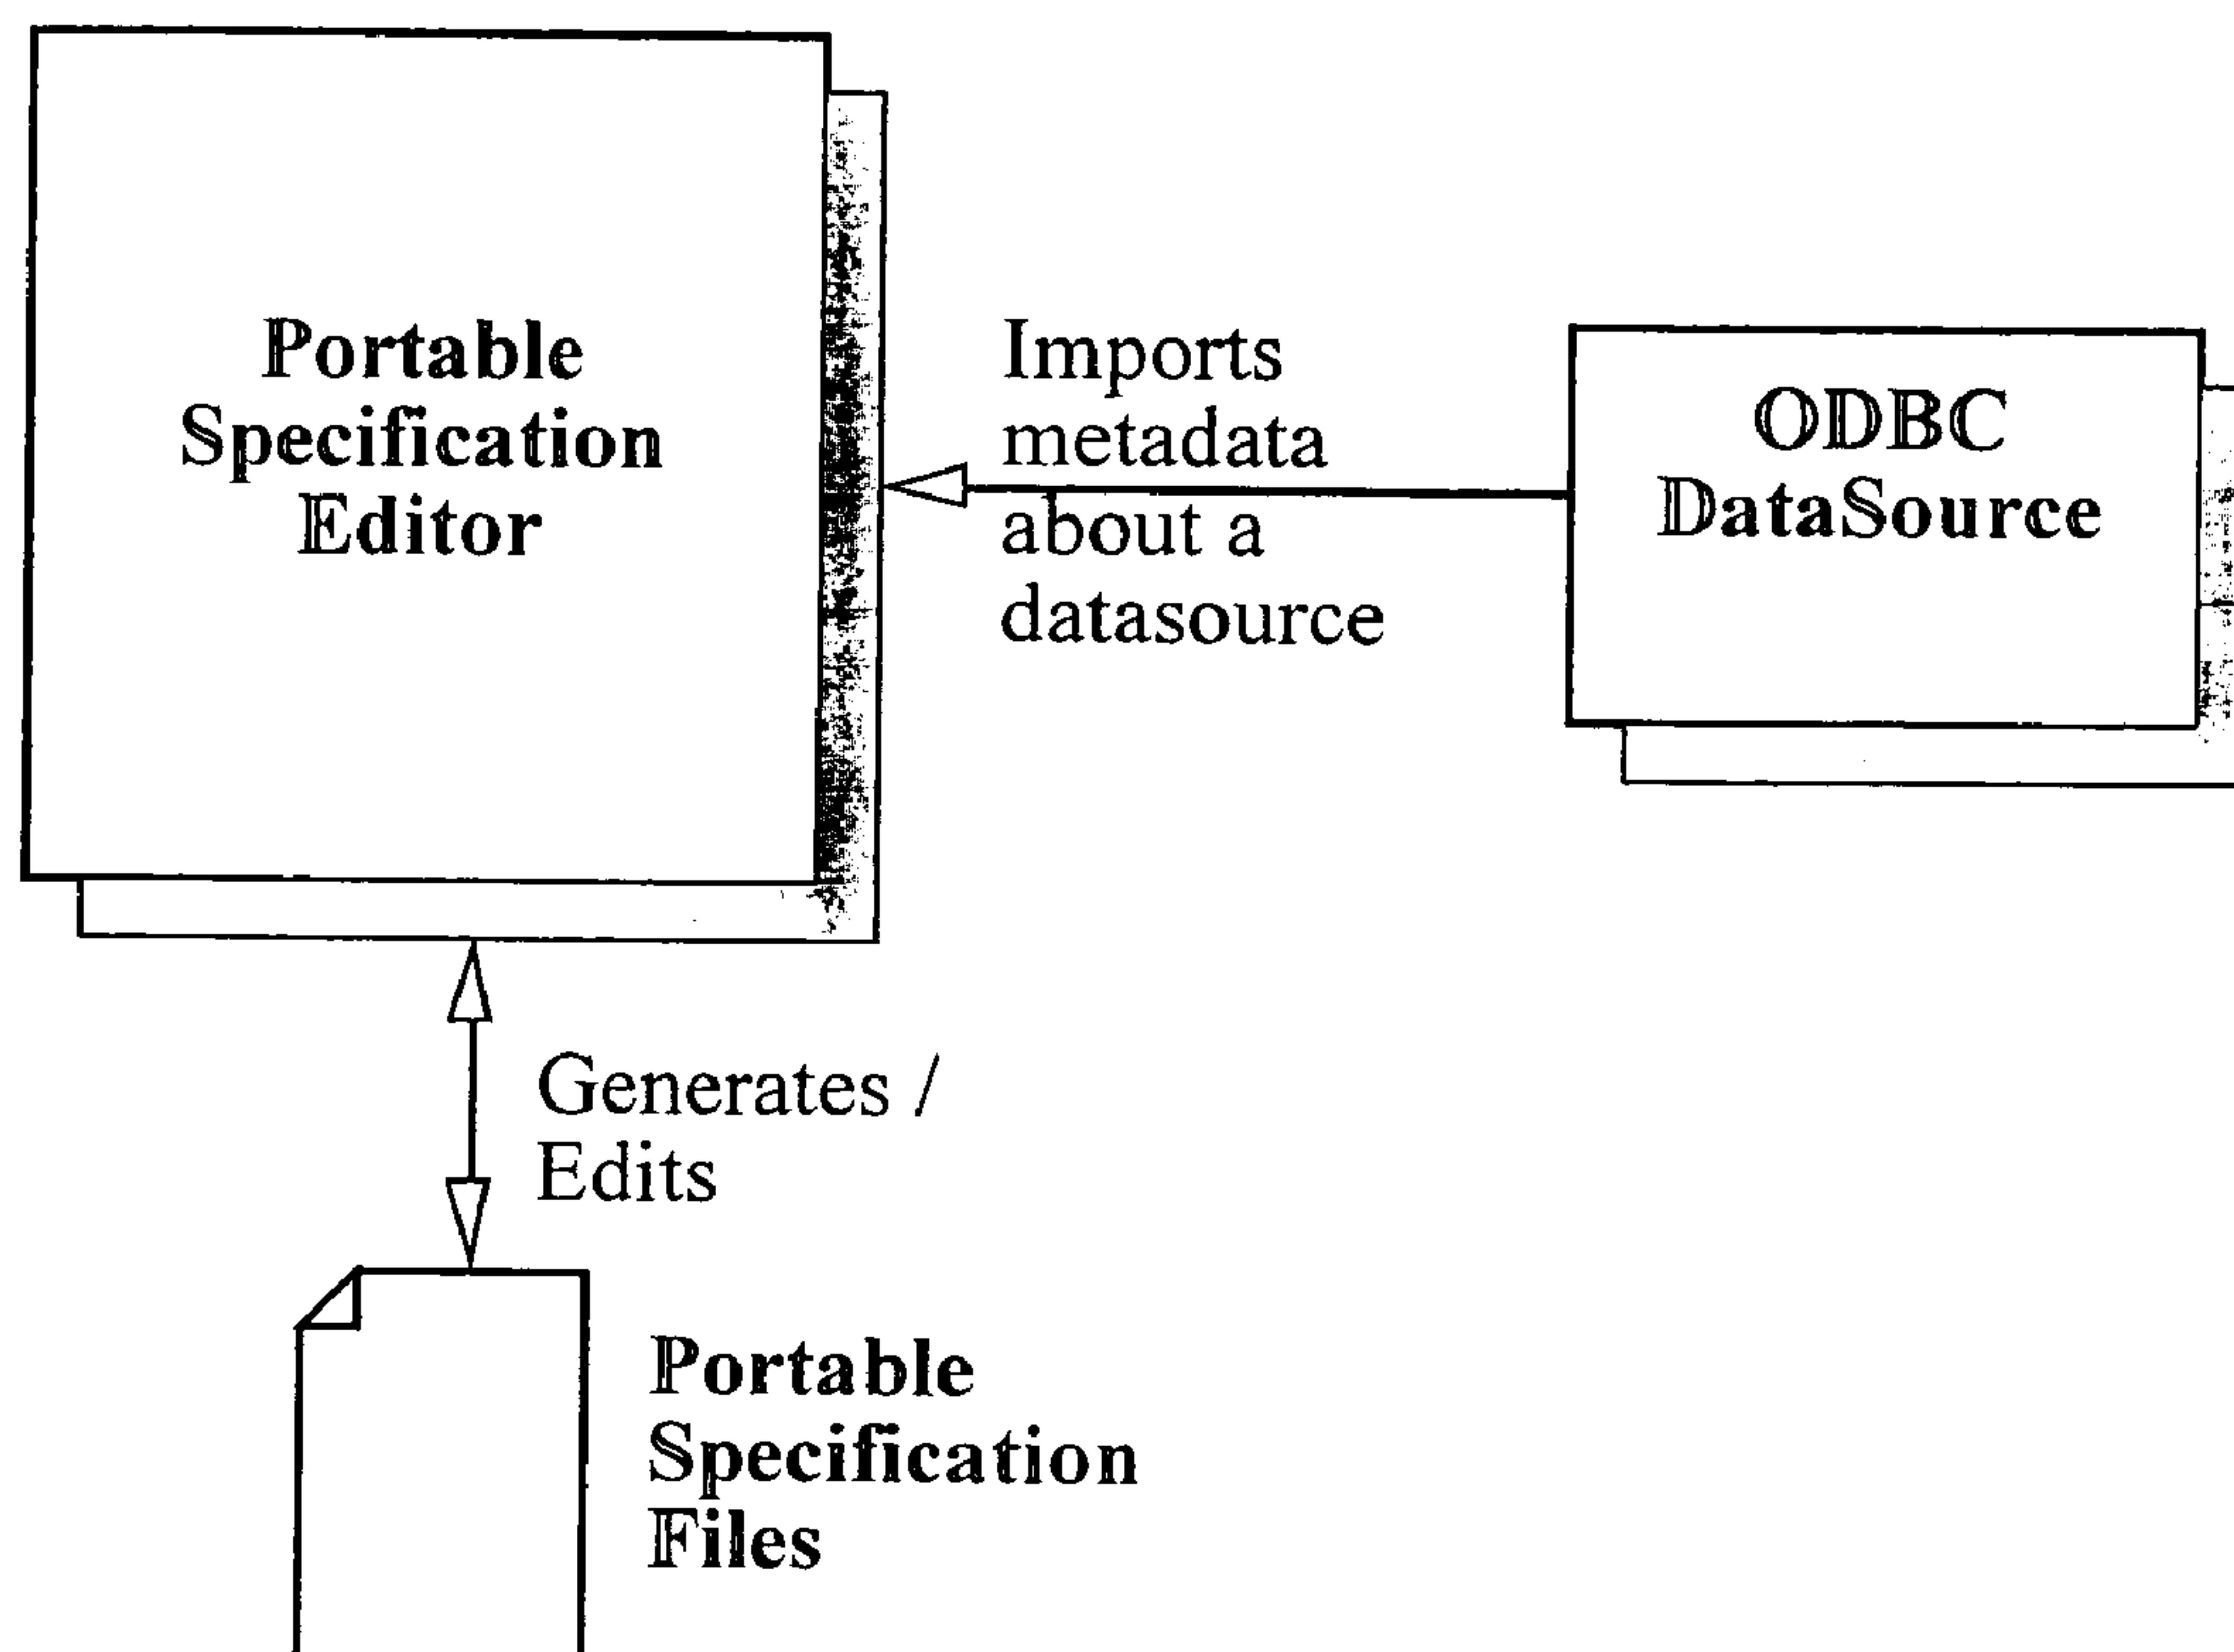 Portable
Specification
Editor
Imports
metadata
about a
datasource
ODBC
DataSource
Generates /
Edits
Portable
Specification
Files